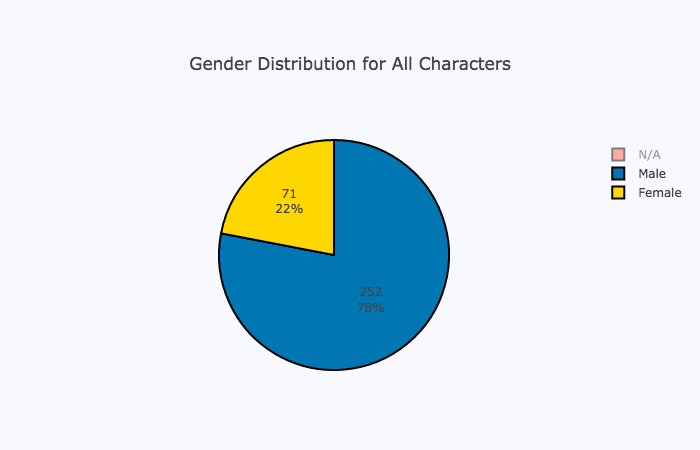 Gender Distribution for All Characters
N/A
Male
Female
71
22%
252
78%